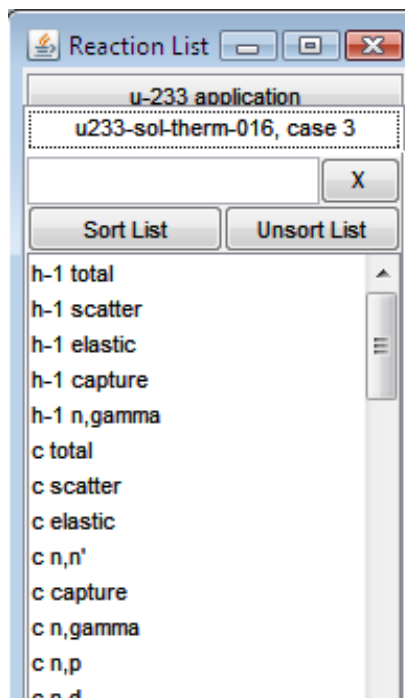 Reaction List
u-233 application
u233-sol-therm-016, case 3
X
Sort List Unsort List
h-1 total
h-1 scatter
h-1 elastic
h-1 capture
h-1 n,gamma
c total
c scatter
c elastic
c n,n'
c capture
c n,gamma
c n,p
c n,d